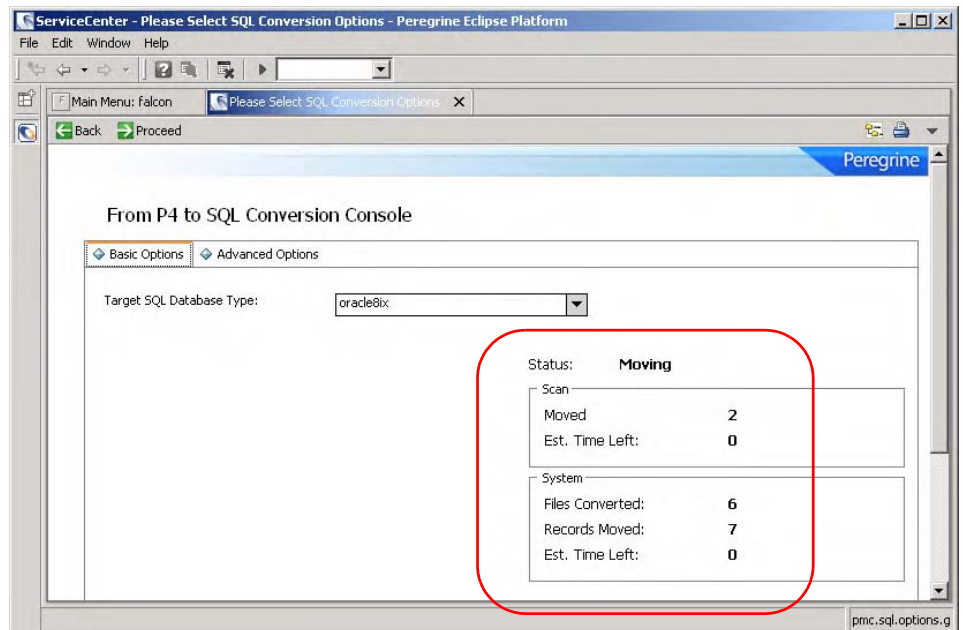 ServiceCenter - Please Select SQL Conversion Options - Peregrine Eclipse Platform
File Edit Window Help
Main Menu: falcon Please Select SQL Conversion Options
Back Proceed
Peregrine
From P4 to SQL Conversion Console
Basic Options Advanced Options
Target SQL Database Type: oracle8ix
Status: Moving
Scan
Moved 2
Est. Time Left: 0
System
Files Converted: 6
Records Moved: 7
Est. Time Left: 0
pmc.sql.options.g